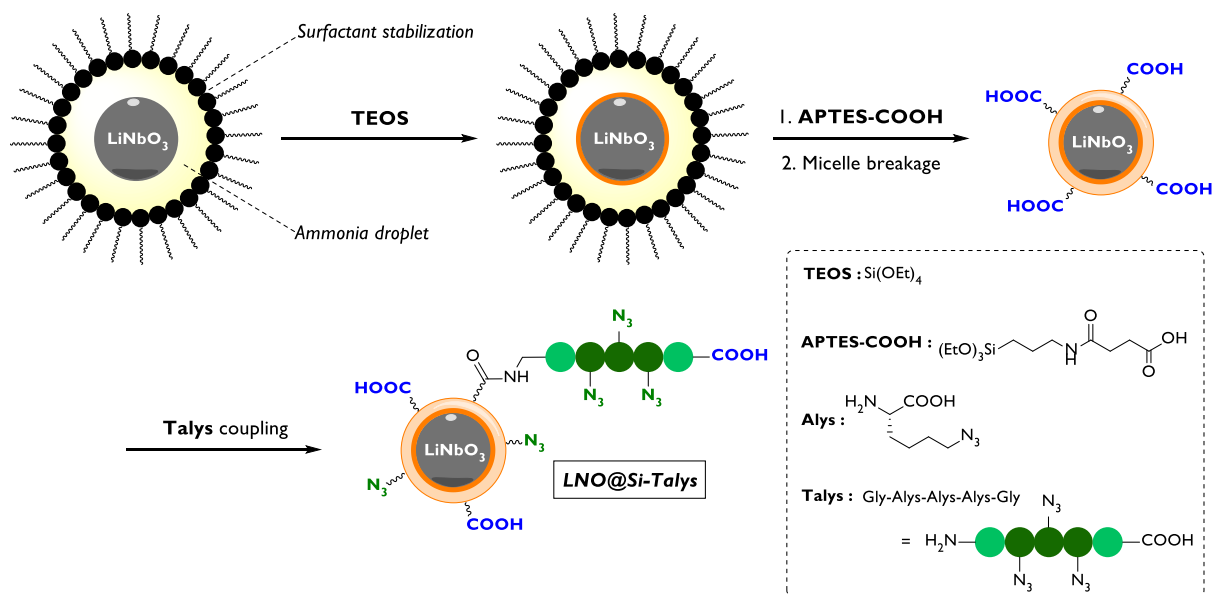 Surfactant stabilization
LiNbO3
Ammonia droplet
TEOS
LiNbO3
1. APTES-COOH
2. Micelle breakage
COOH
HOOC
LiNbO3
COOH
HOOC
TEOS : Si(OEt)4
APTES-COOH : (EtO)3Si
N
H
O
O
OH
Alys :
H2N
COOH
N3
Talys : Gly-Alys-Alys-Alys-Gly
N3
= H2N
COOH
N3
N3
Talys coupling
N3
O
NH
COOH
HOOC
N3
N3
LiNbO3
N3
N3
COOH
LNO@Si-Talys